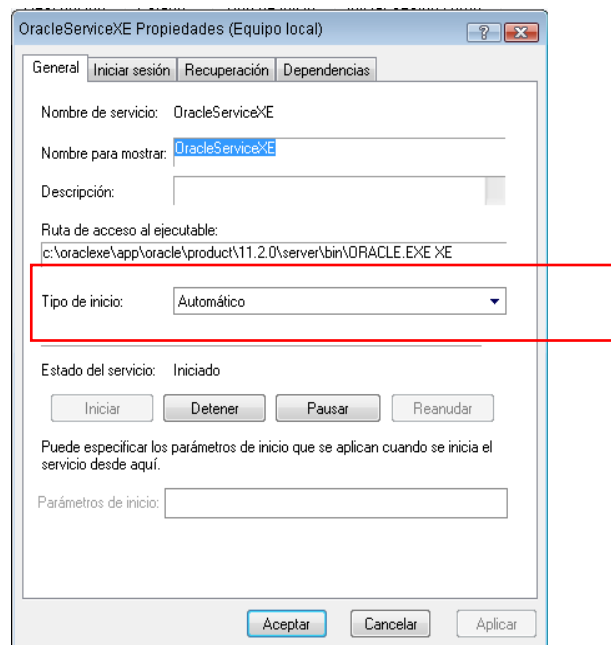 OracleServiceXE Propiedades (Equipo local)
General Iniciar sesión Recuperación Dependencias
Nombre de servicio: OracleServiceXE
Nombre para mostrar: OracleServiceXE
Descripción:
Ruta de acceso al ejecutable:
c:\oraclexe\app\oracle\product\11.2.0\server\bin\ORACLE.EXE XE
Tipo de inicio: Automático
Estado del servicio: Iniciado
Iniciar Detener Pausar Reanudar
Puede especificar los parámetros de inicio que se aplican cuando se inicia el
servicio desde aquí.
Parámetros de inicio:
Aceptar Cancelar Aplicar